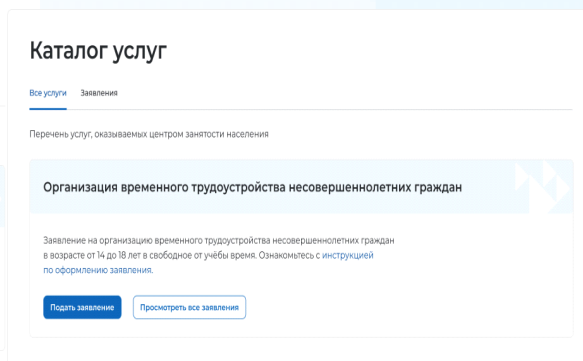 Каталог услуг
Все услуги Заявления
Перечень услуг, оказываемых центром занятости населения
Организация временного трудоустройства несовершеннолетних граждан
Заявление на организацию временного трудоустройства несовершеннолетних граждан
в возрасте от 14 до 18 лет в свободное от учёбы время. Ознакомьтесь с инструкцией
по оформлению заявления.
Подать заявление Просмотреть все заявления